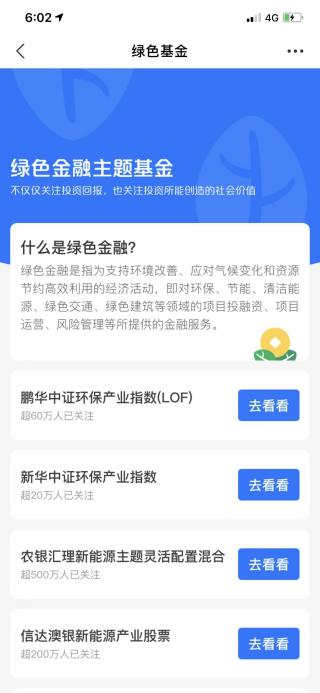 6:02
4G
绿色基金
绿色金融主题基金
不仅仅关注投资回报，也关注投资所能创造的社会价值
什么是绿色金融?
绿色金融是指为支持环境改善、应对气候变化和资源
节约高效利用的经济活动，即对环保、节能、清洁能
源、绿色交通、绿色建筑等领域的项目投融资、项目
运营、风险管理等所提供的金融服务。
鹏华中证环保产业指数(LOF)
超60万人已关注
去看看
新华中证环保产业指数
超20万人已关注
去看看
农银汇理新能源主题灵活配置混合
超500万人已关注
去看看
信达澳银新能源产业股票
超200万人已关注
去看看